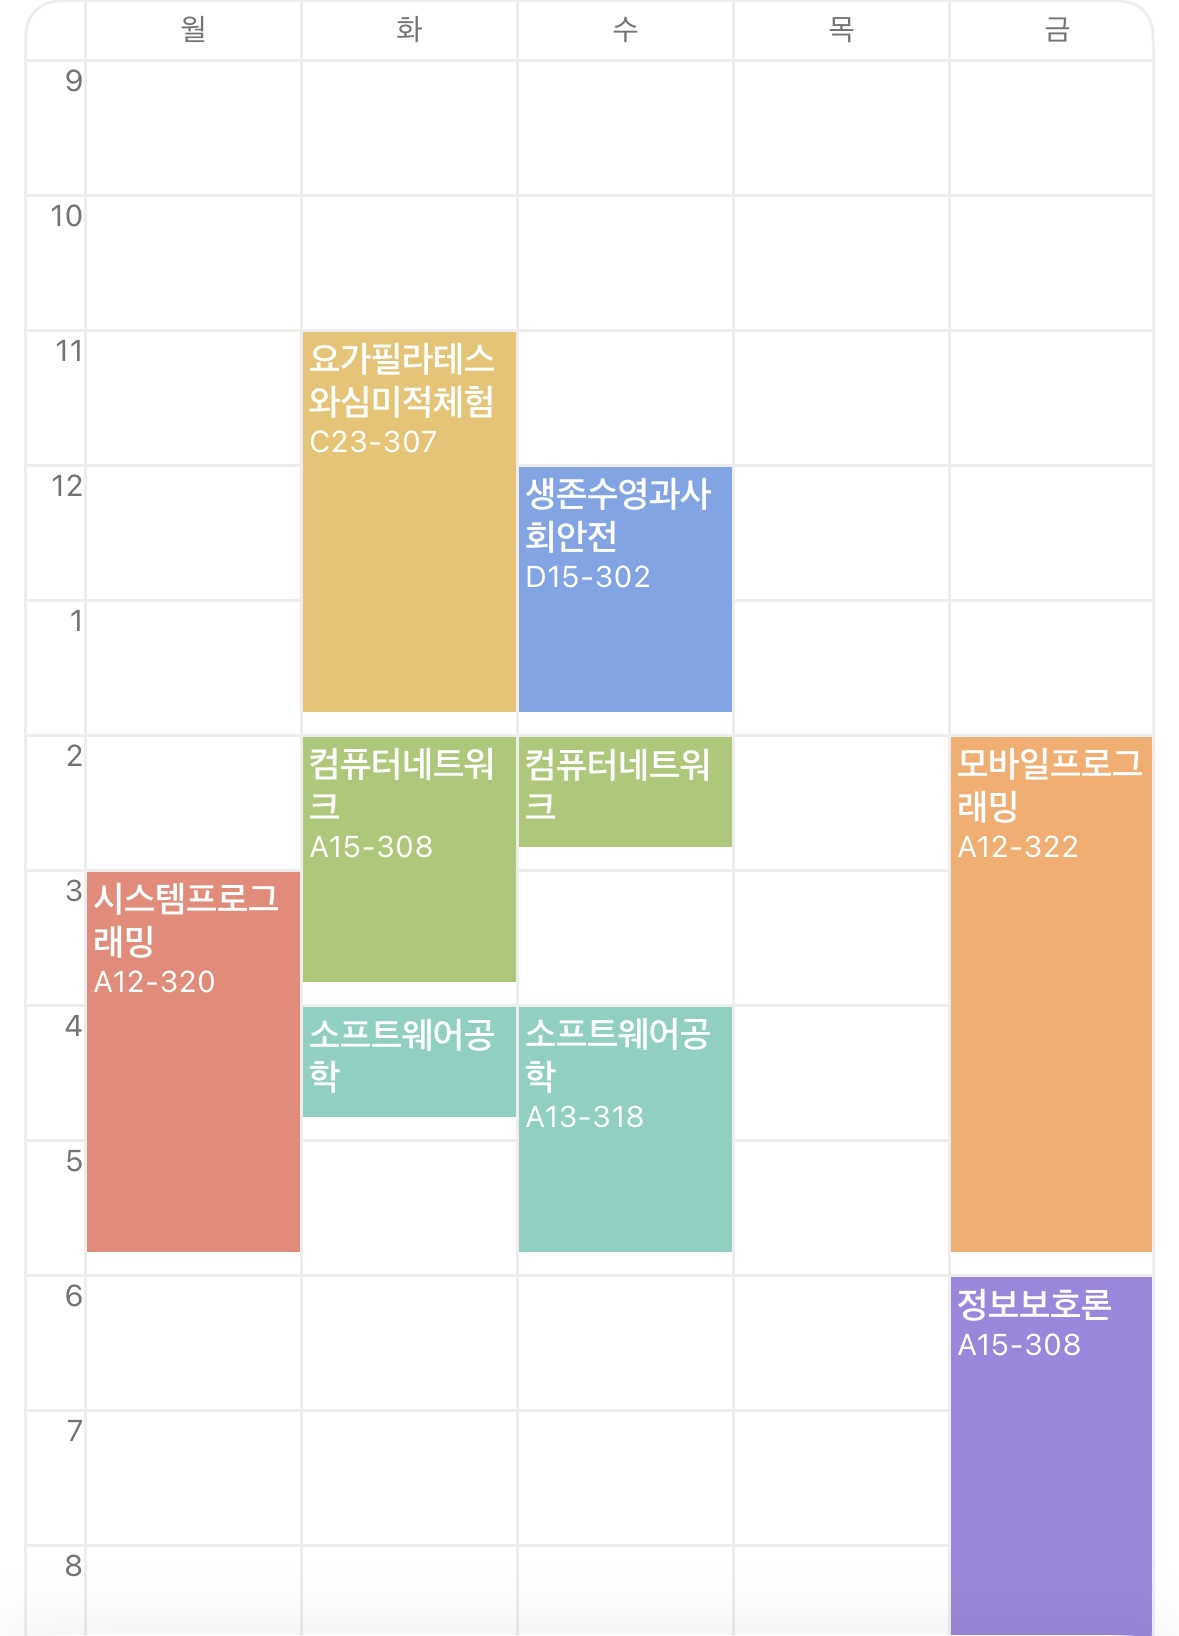 월 화 수 목 금
9
10
11
요가필라테스
와심미적체험
C23-307
12
생존수영과사
회안전
D15-302
1
2
컴퓨터네트워
크
A15-308
컴퓨터네트워
크
모바일프로그
래밍
A12-322
3
시스템프로그
래밍
A12-320
4
소프트웨어공
학
소프트웨어공
학
A13-318
5
6
정보보호론
A15-308
7
8